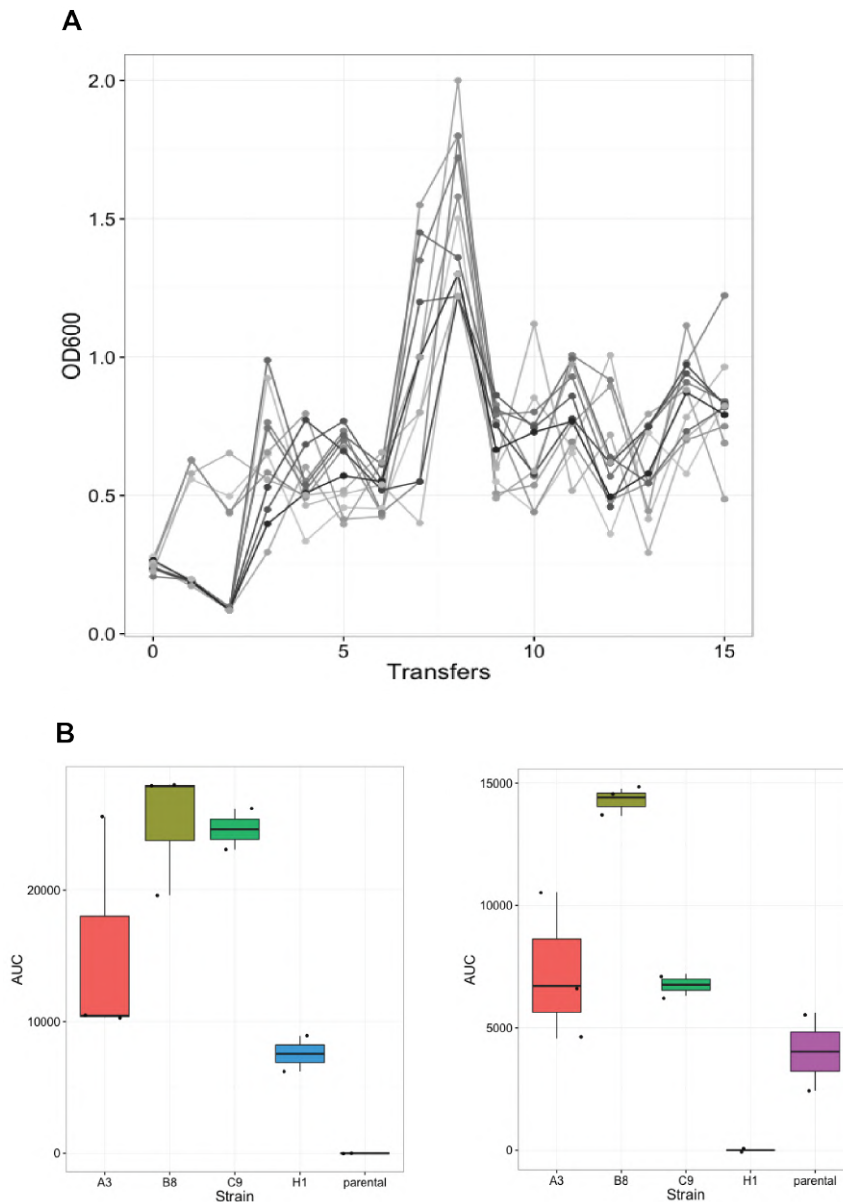 A
2.0
1.5
1.0
0.5
0.0
OD600
0 5 10 15
Transfers
B
20000
10000
0
AUC
A3 B8 C9 H1 parental
Strain
15000
10000
5000
0
AUC
A3 B8 C9 H1 parental
Strain